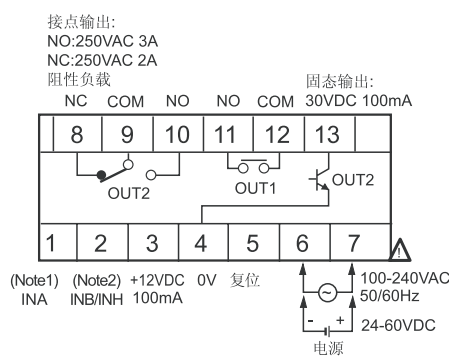 接点输出:
NO:250VAC 3A
NC:250VAC 2A
阻性负载
固态输出:
30VDC 100mA
NC COM NO NO COM
8 9 10 11 12 13
OUT2 OUT1 OUT2
1 2 3 4 5 6 7
(Note1) (Note2) +12VDC 0V 复位
INA INB/INH 100mA
100-240VAC
50/60Hz
- + 24-60VDC
电源